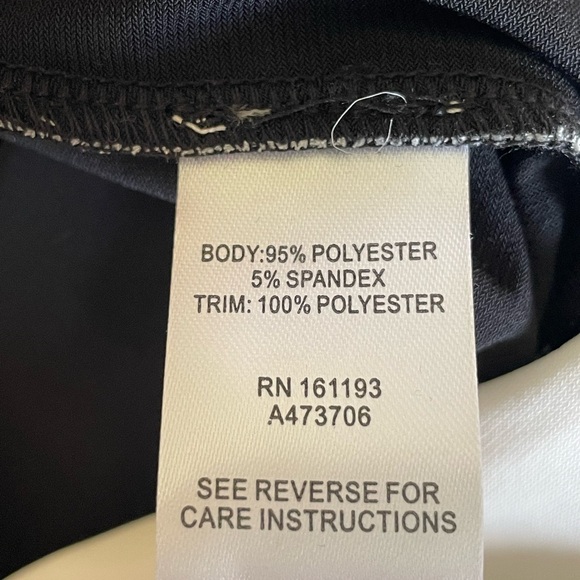 BODY:95% POLYESTER
5% SPANDEX
TRIM: 100% POLYESTER
RN 161193
A473706
SEE REVERSE FOR
CARE INSTRUCTIONS